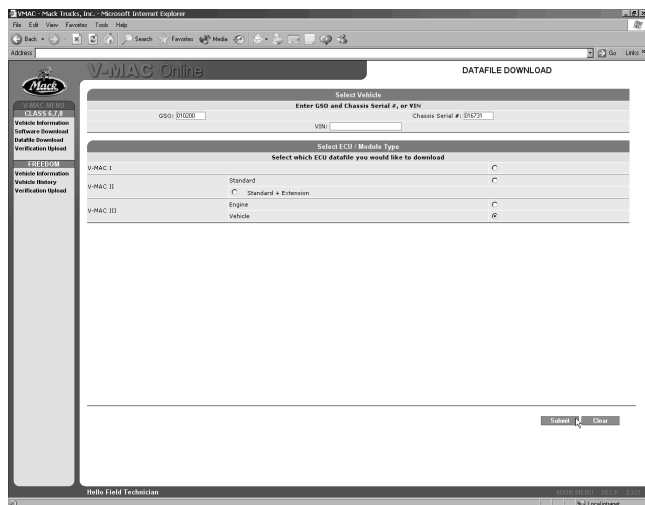 VMAC - Mack Trucks, Inc. - Microsoft Internet Explorer
File Edit View Favorites Tools Help
Back Search Favorites Media
Address Go Links »
V-MAC Online DATAFILE DOWNLOAD
Mack
V-MAC MENU
CLASS 6,7,8
Vehicle Information
Software Download
Datafile Download
Verification Upload
FREEDOM
Vehicle Information
Vehicle History
Verification Upload
Select Vehicle
Enter GSO and Chassis Serial #, or VIN
GSO: 010200 Chassis Serial #: 016731
VIN:
Select ECU / Module Type
Select which ECU datafile you would like to download
V-MAC I
V-MAC II Standard
Standard + Extension
V-MAC III Engine
Vehicle
Submit Clear
Hello Field Technician MAIN MENU HELP EXIT
Local intranet